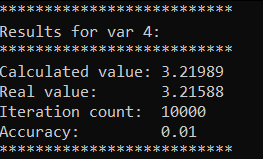 **************************
Results for var 4:
**************************
Calculated value: 3.21989
Real value:       3.21588
Iteration count:  10000
Accuracy:         0.01
**************************